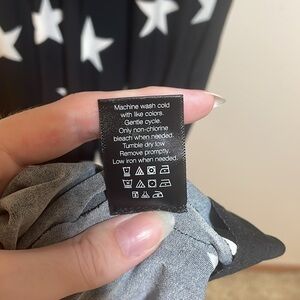 Machine wash cold
with like colors.
Gentle cycle.
Only non-chlorine
bleach when needed.
Tumble dry low
Remove promptly.
Low iron when needed.